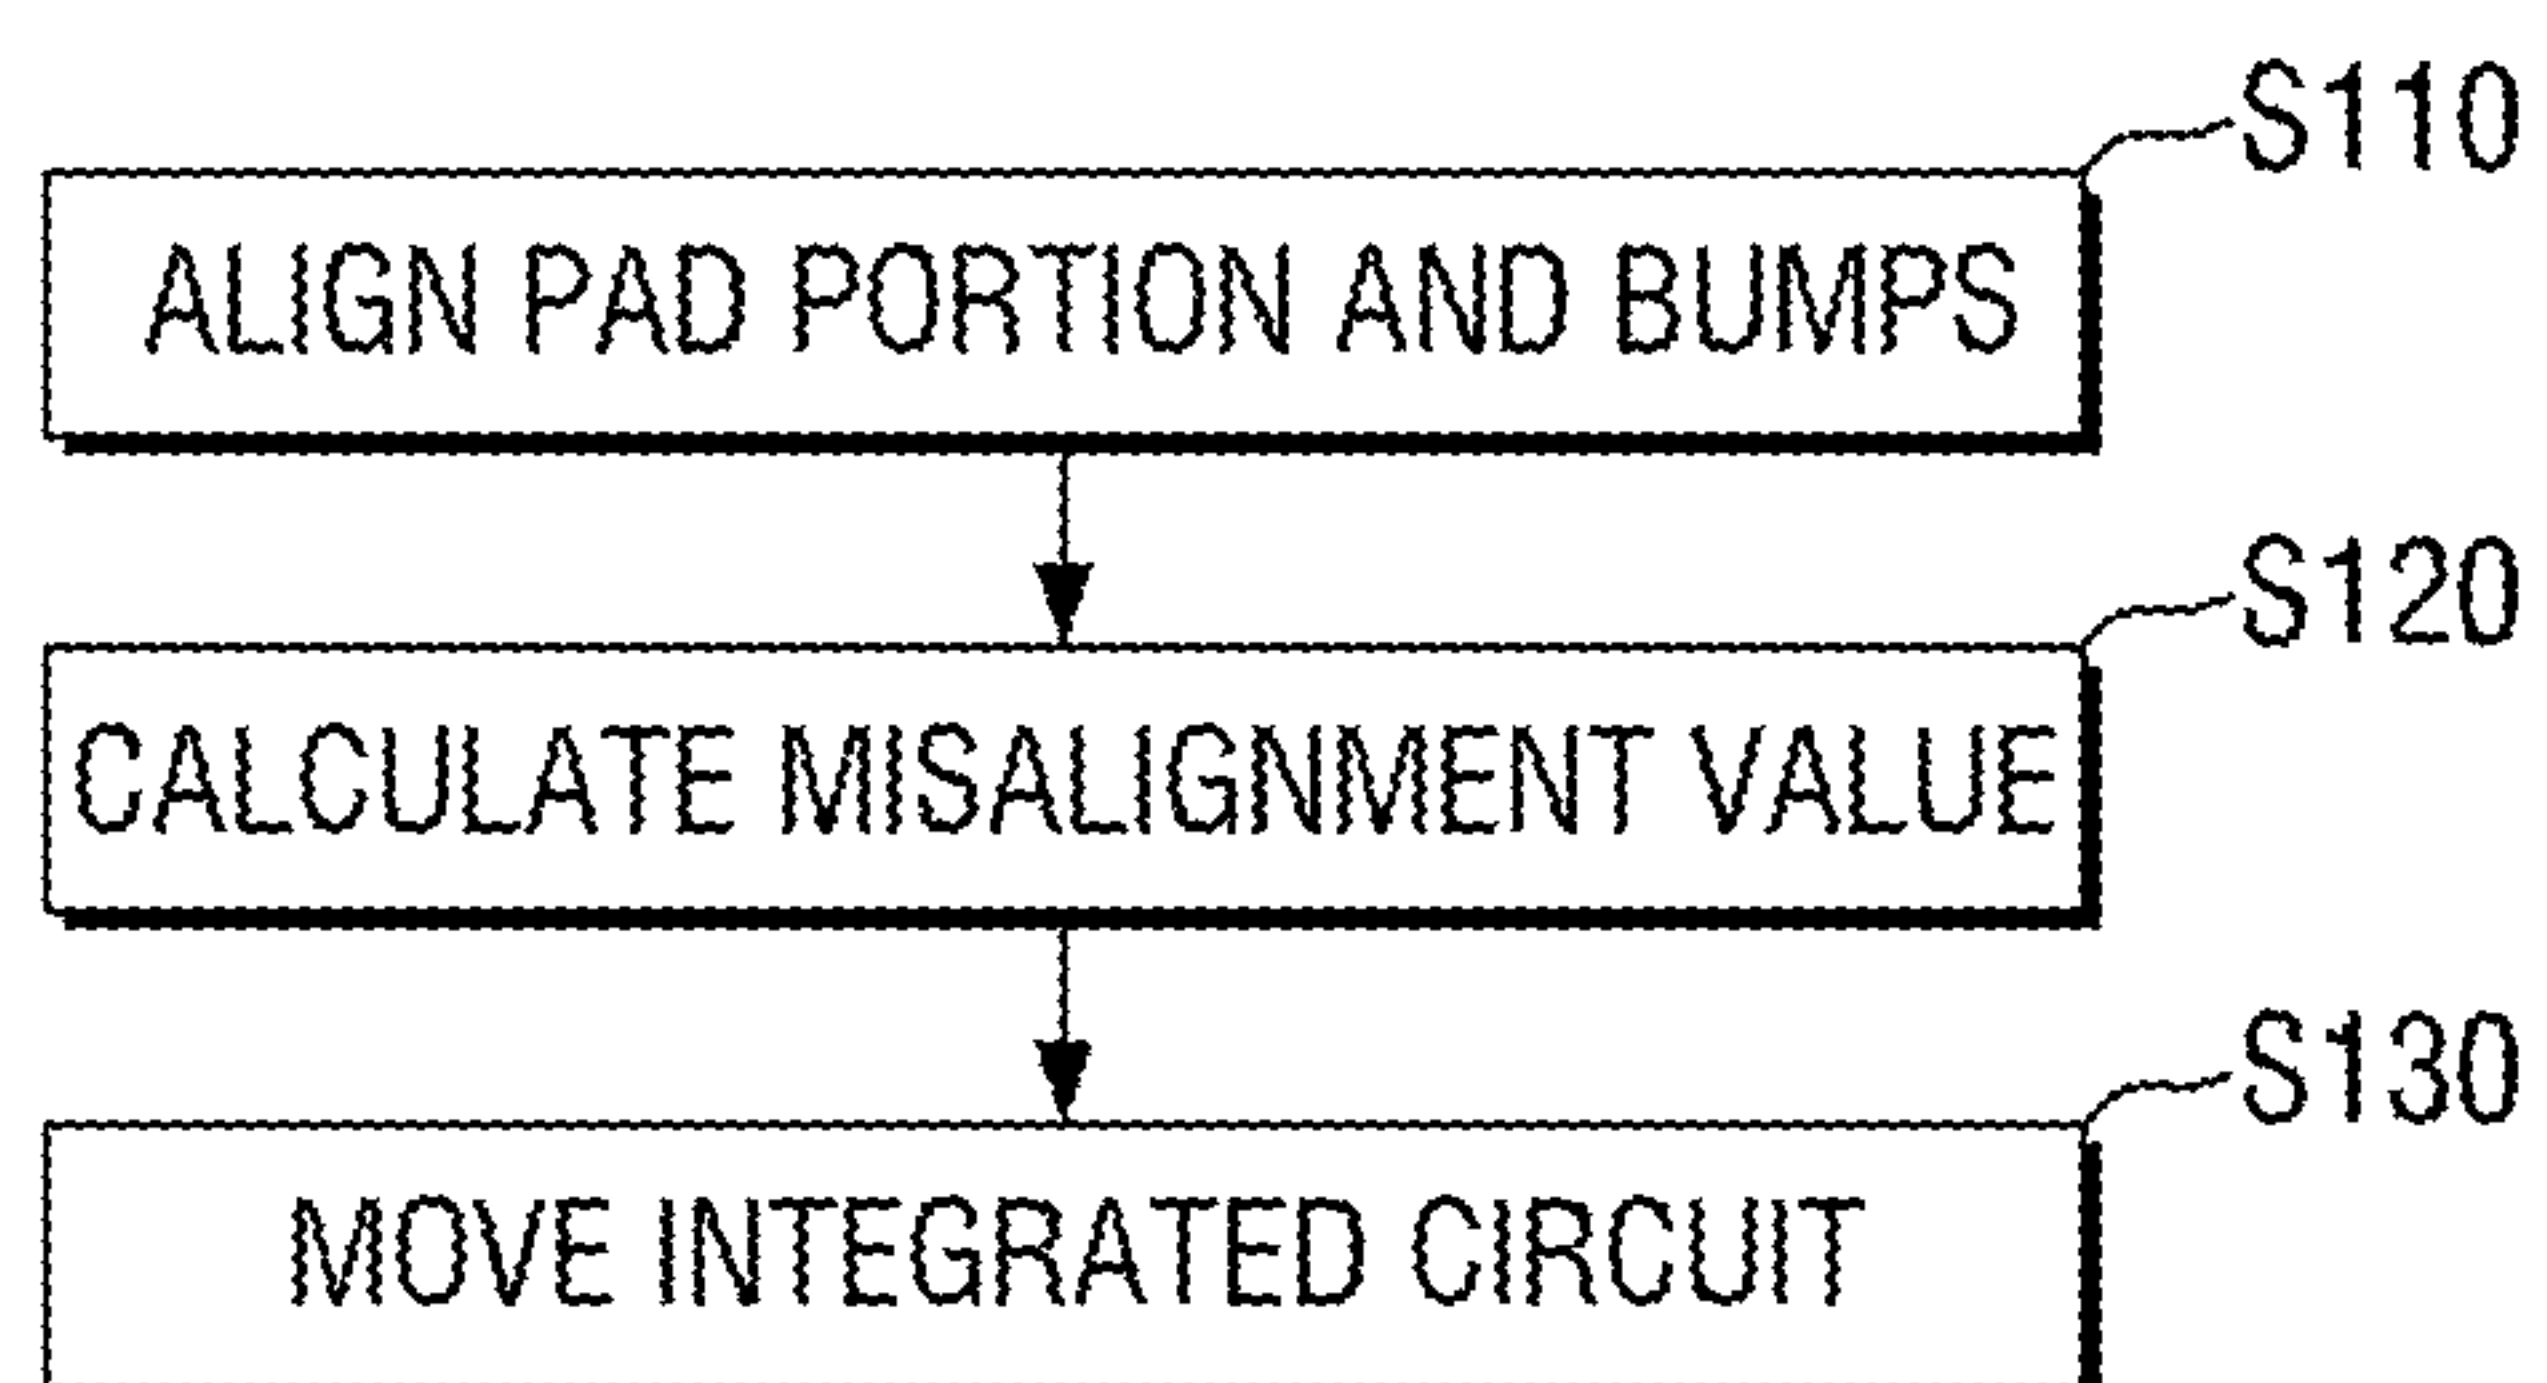 S110
ALIGN PAD PORTION AND BUMPS
S120
CALCULATE MISALIGNMENT VALUE
S130
MOVE INTEGRATED CIRCUIT